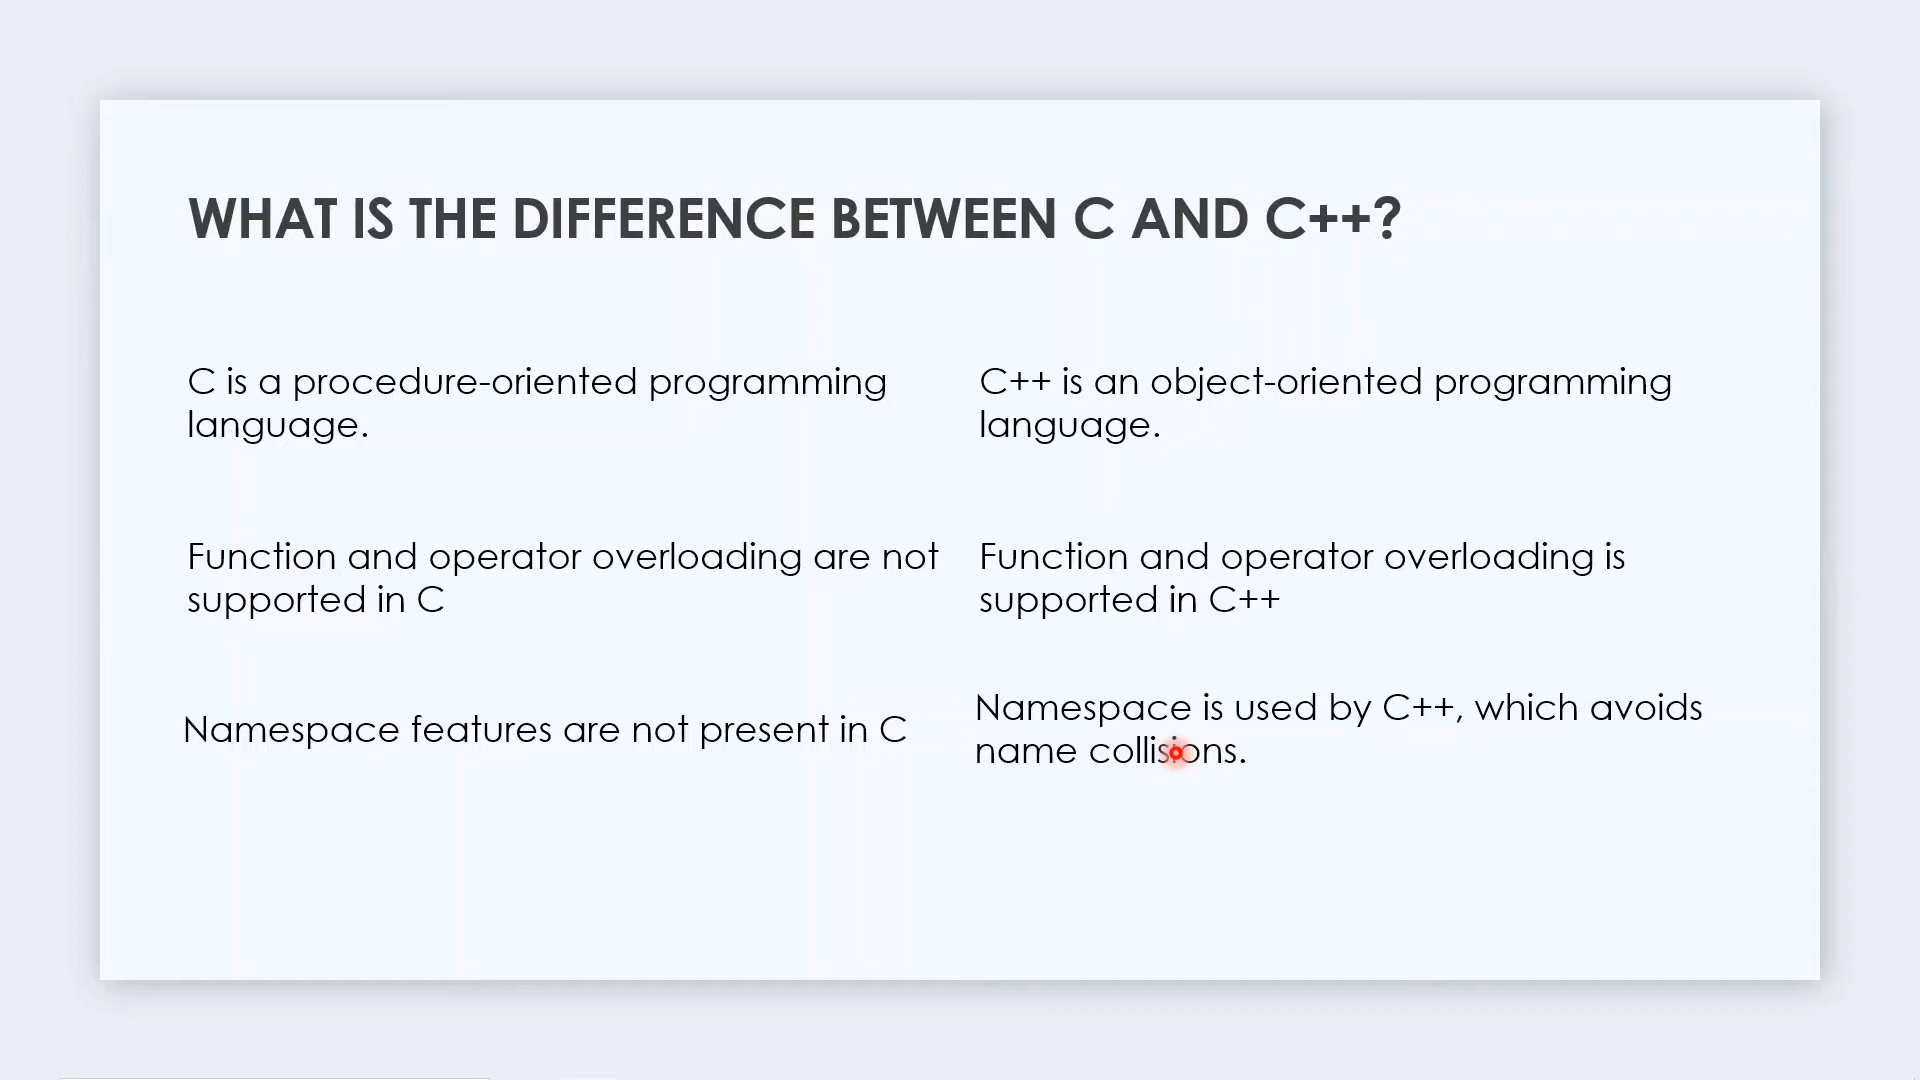 WHAT IS THE DIFFERENCE BETWEEN C AND C++?
C is a procedure-oriented programming
language.
C++ is an object-oriented programming
language.
Function and operator overloading are not
supported in C
Function and operator overloading is
supported in C++
Namespace features are not present in C
Namespace is used by C++, which avoids
name collisions.